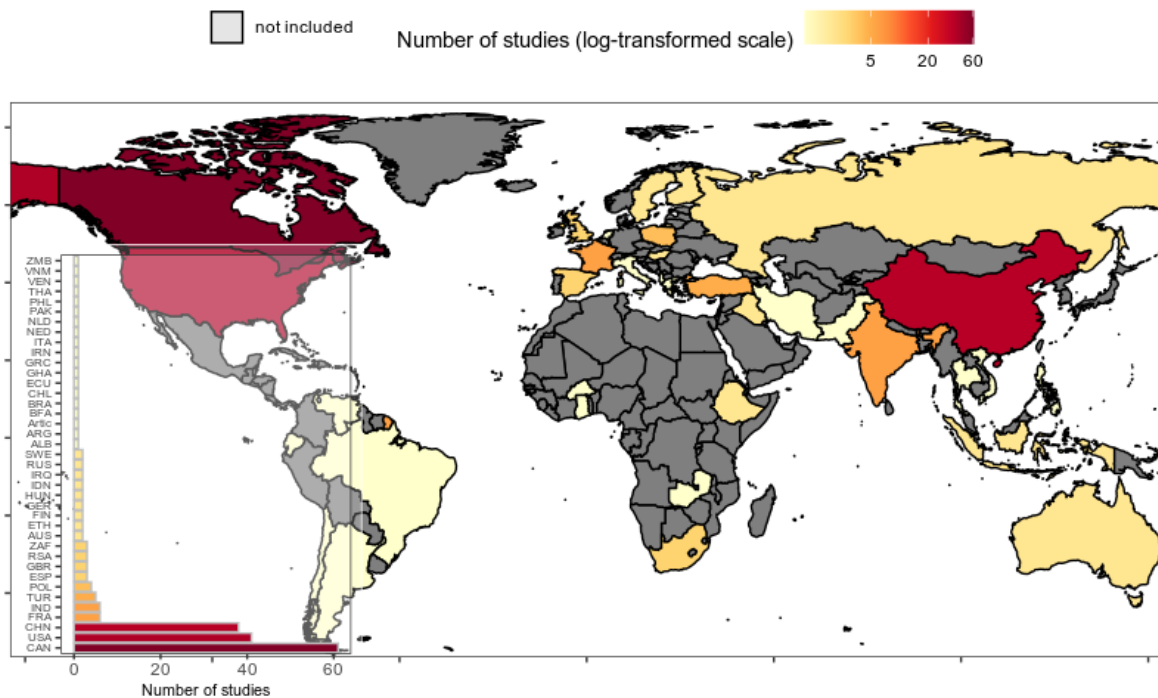 not included
Number of studies (log-transformed scale)
5 20 60
ZMB
VNM
VEN
THA
PHL
PAK
NLD
NED
ITA
IRN
GRC
GHA
ECU
CHL
BRA
BFA
Artic
ARG
ALB
SWE
RUS
IRQ
IDN
HUN
GER
FIN
ETH
AUS
ZAF
RSA
GBR
ESP
POL
TUR
IND
FRA
CHN
USA
CAN
0 20 40 60
Number of studies